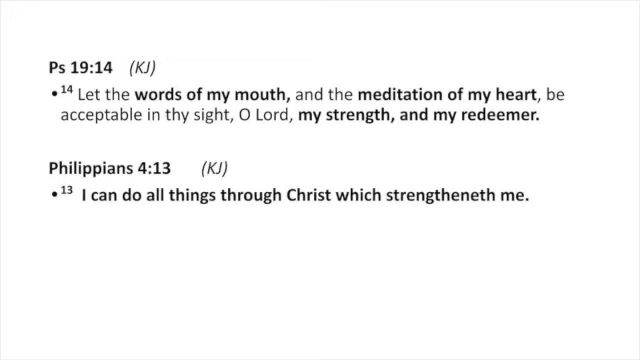 Ps 19:14 (KJ)
•14 Let the words of my mouth, and the meditation of my heart, be
acceptable in thy sight, O Lord, my strength, and my redeemer.
Philippians 4:13 (KJ)
•13 I can do all things through Christ which strengtheneth me.